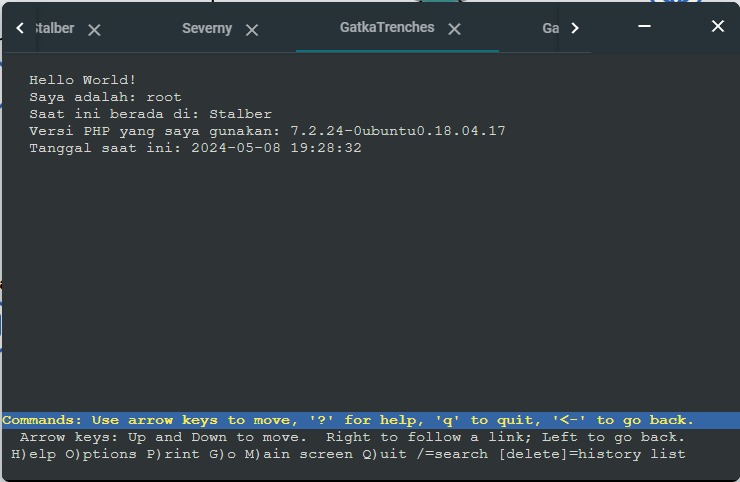 Stalber Severny GatkaTrenches Ga
Hello World!
Saya adalah: root
Saat ini berada di: Stalber
Versi PHP yang saya gunakan: 7.2.24-0ubuntu0.18.04.17
Tanggal saat ini: 2024-05-08 19:28:32
Commands: Use arrow keys to move, '?' for help, 'q' to quit, '<-' to go back.
Arrow keys: Up and Down to move.  Right to follow a link; Left to go back.
H)elp O)ptions P)rint G)o M)ain screen Q)uit /=search [delete]=history list